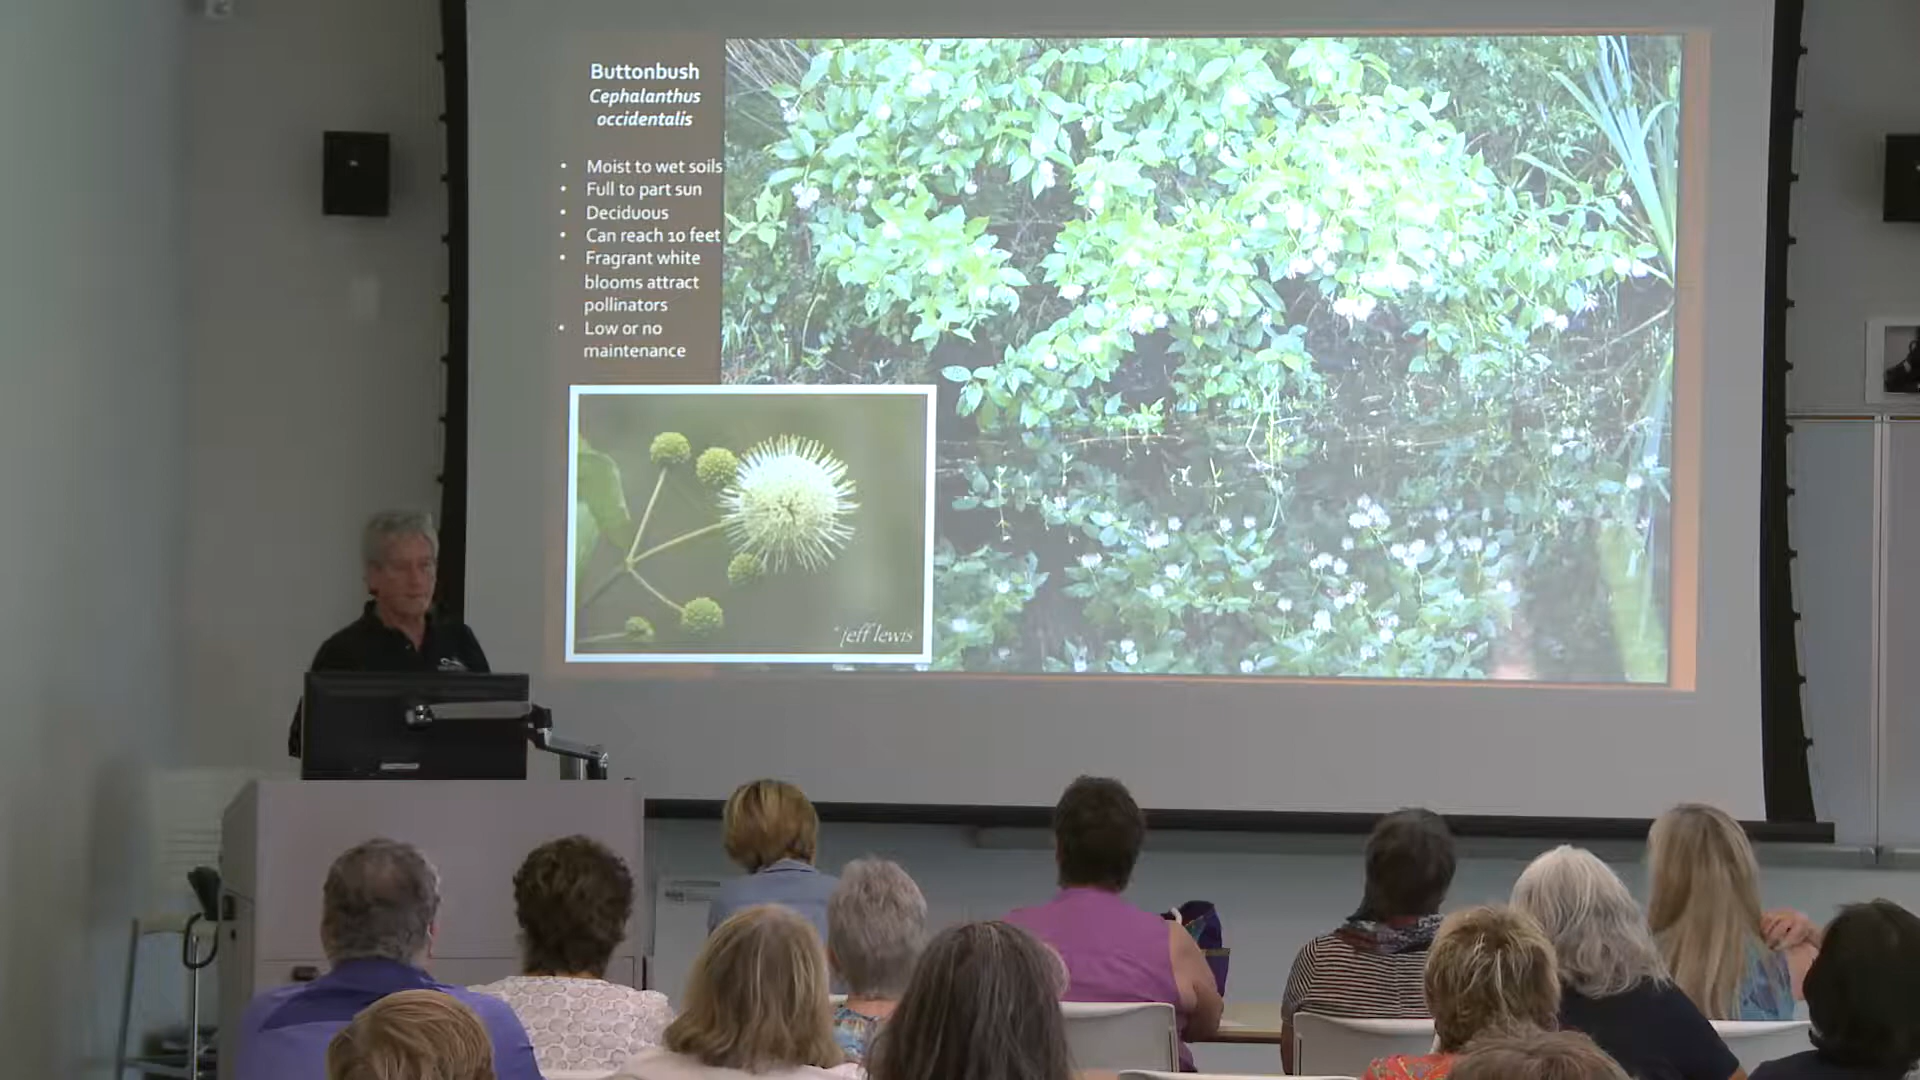 Buttonbush
Cephalanthus
occidentalis
• Moist to wet soils
• Full to part sun
• Deciduous
• Can reach 10 feet
• Fragrant white
blooms attract
pollinators
• Low or no
maintenance
jeff lewis